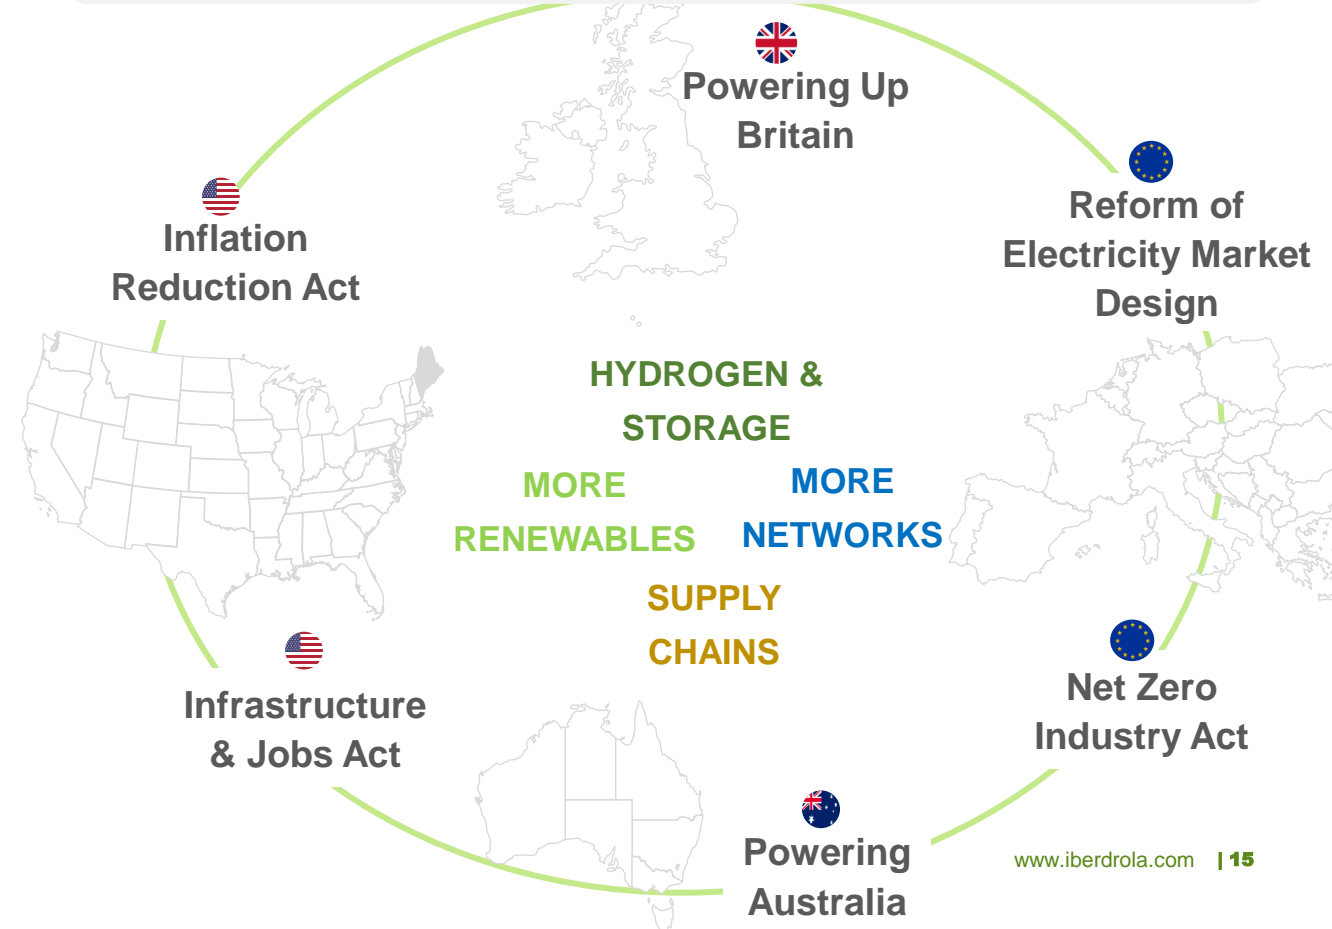 Powering Up
Britain
Reform of
Electricity Market
Design
Inflation
Reduction Act
HYDROGEN &
STORAGE
MORE
RENEWABLES
MORE
NETWORKS
SUPPLY
CHAINS
Infrastructure
& Jobs Act
Net Zero
Industry Act
Powering
Australia
www.iberdrola.com | 15